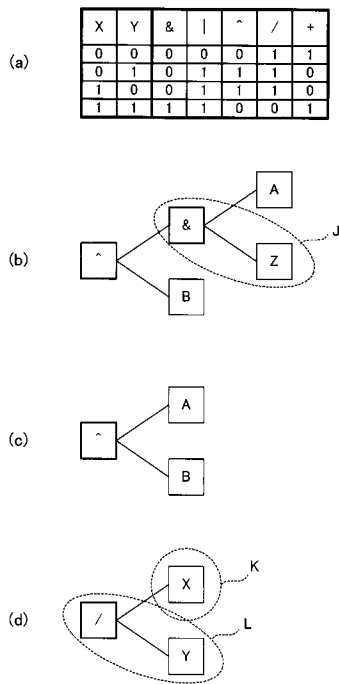 (a)
X Y & | ^ / +
0 0 0 0 0 1 1
0 1 0 1 1 1 0
1 0 0 1 1 1 0
1 1 1 1 0 0 1
(b)
A
&
J
^
Z
B
(c)
A
^
B
(d)
K
X
L
/
Y